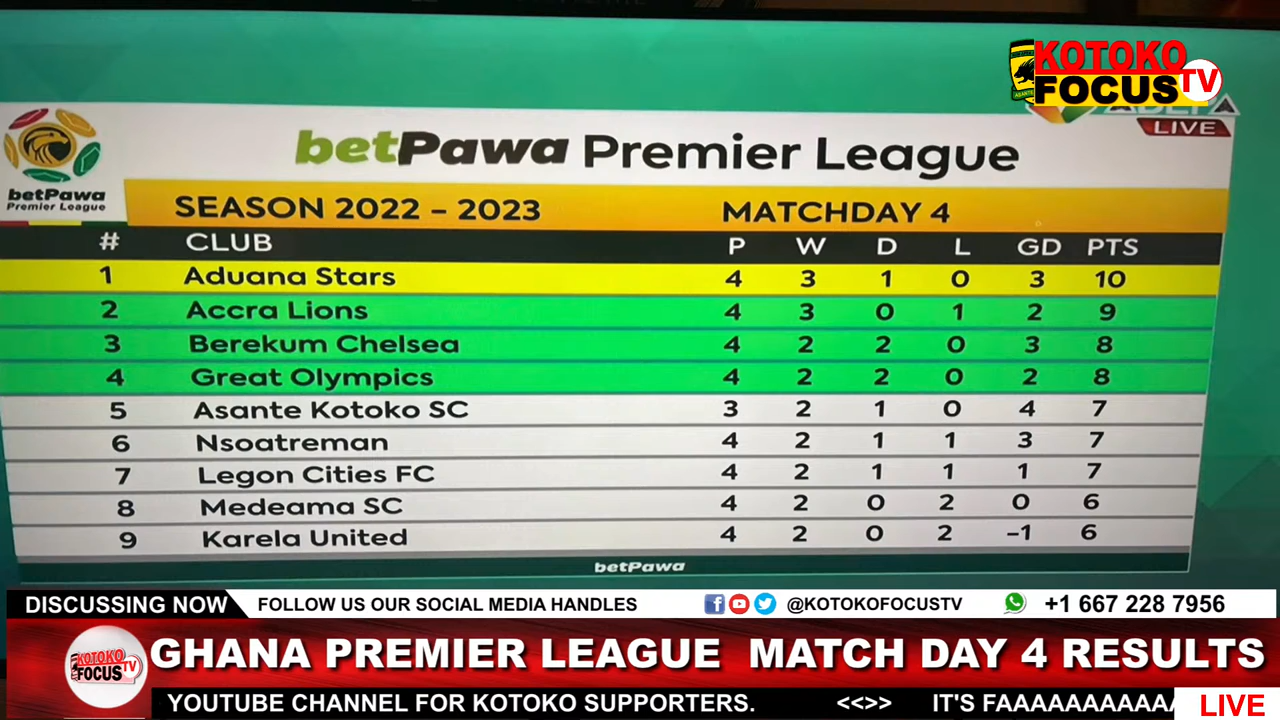 KOTOKO
FOCUS TV
LIVE
betPawa Premier League
betPawa
Premier League
SEASON 2022 - 2023 MATCHDAY 4
# CLUB P W D L GD PTS
1 Aduana Stars 4 3 1 0 3 10
2 Accra Lions 4 3 0 1 2 9
3 Berekum Chelsea 4 2 2 0 3 8
4 Great Olympics 4 2 2 0 2 8
5 Asante Kotoko SC 3 2 1 0 4 7
6 Nsoatreman 4 2 1 1 3 7
7 Legon Cities FC 4 2 1 1 1 7
8 Medeama SC 4 2 0 2 0 6
9 Karela United 4 2 0 2 -1 6
betPawa
DISCUSSING NOW FOLLOW US OUR SOCIAL MEDIA HANDLES @KOTOKOFOCUSTV +1 667 228 7956
KOTOKO
FOCUS TV
GHANA PREMIER LEAGUE MATCH DAY 4 RESULTS
YOUTUBE CHANNEL FOR KOTOKO SUPPORTERS. <<>> IT'S FAAAAAAAAAAA
LIVE